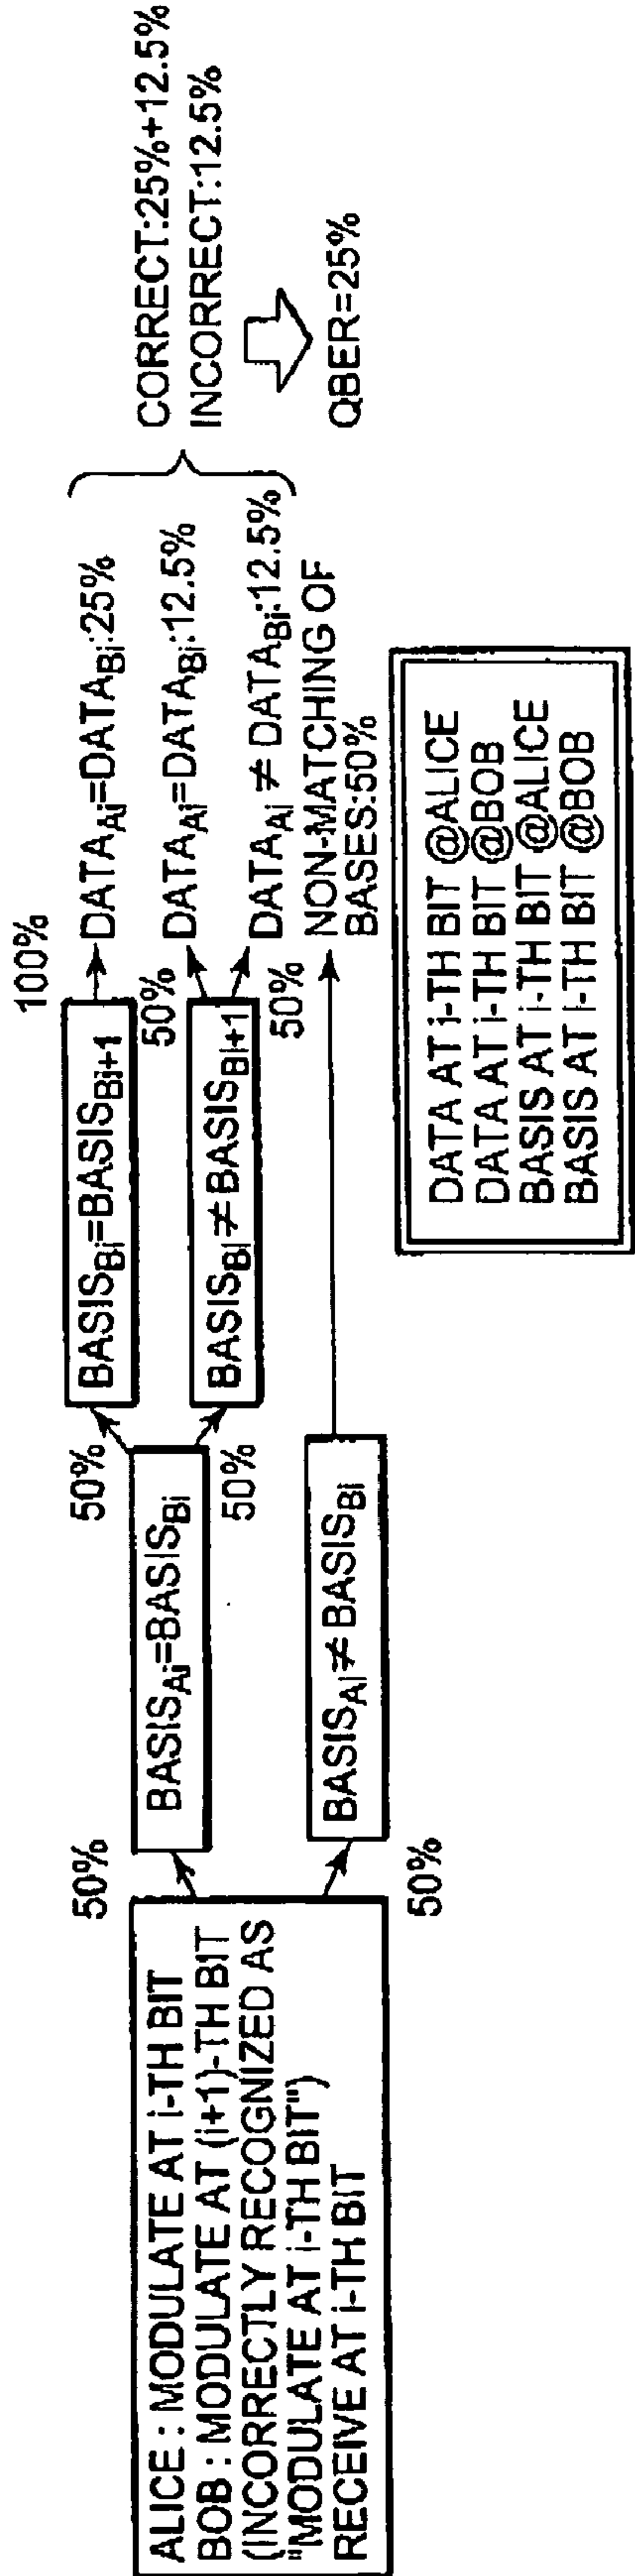 ALICE : MODULATE AT i-TH BIT
BOB : MODULATE AT (i+1)-TH BIT
(INCORRECTLY RECOGNIZED AS
"MODULATE AT i-TH BIT")
RECEIVE AT i-TH BIT
50%
50%
BASISAi=BASISBi
BASISAi≠BASISBi
50%
50%
BASISBi=BASISBi+1
BASISBi≠BASISBi+1
100%
50%
50%
DATAAi=DATABi:25%
DATAAi=DATABi:12.5%
DATAAi≠DATABi:12.5%
NON-MATCHING OF
BASES:50%
CORRECT:25%+12.5%
INCORRECT:12.5%
QBER=25%
DATA AT i-TH BIT @ALICE
DATA AT i-TH BIT @BOB
BASIS AT i-TH BIT @ALICE
BASIS AT i-TH BIT @BOB